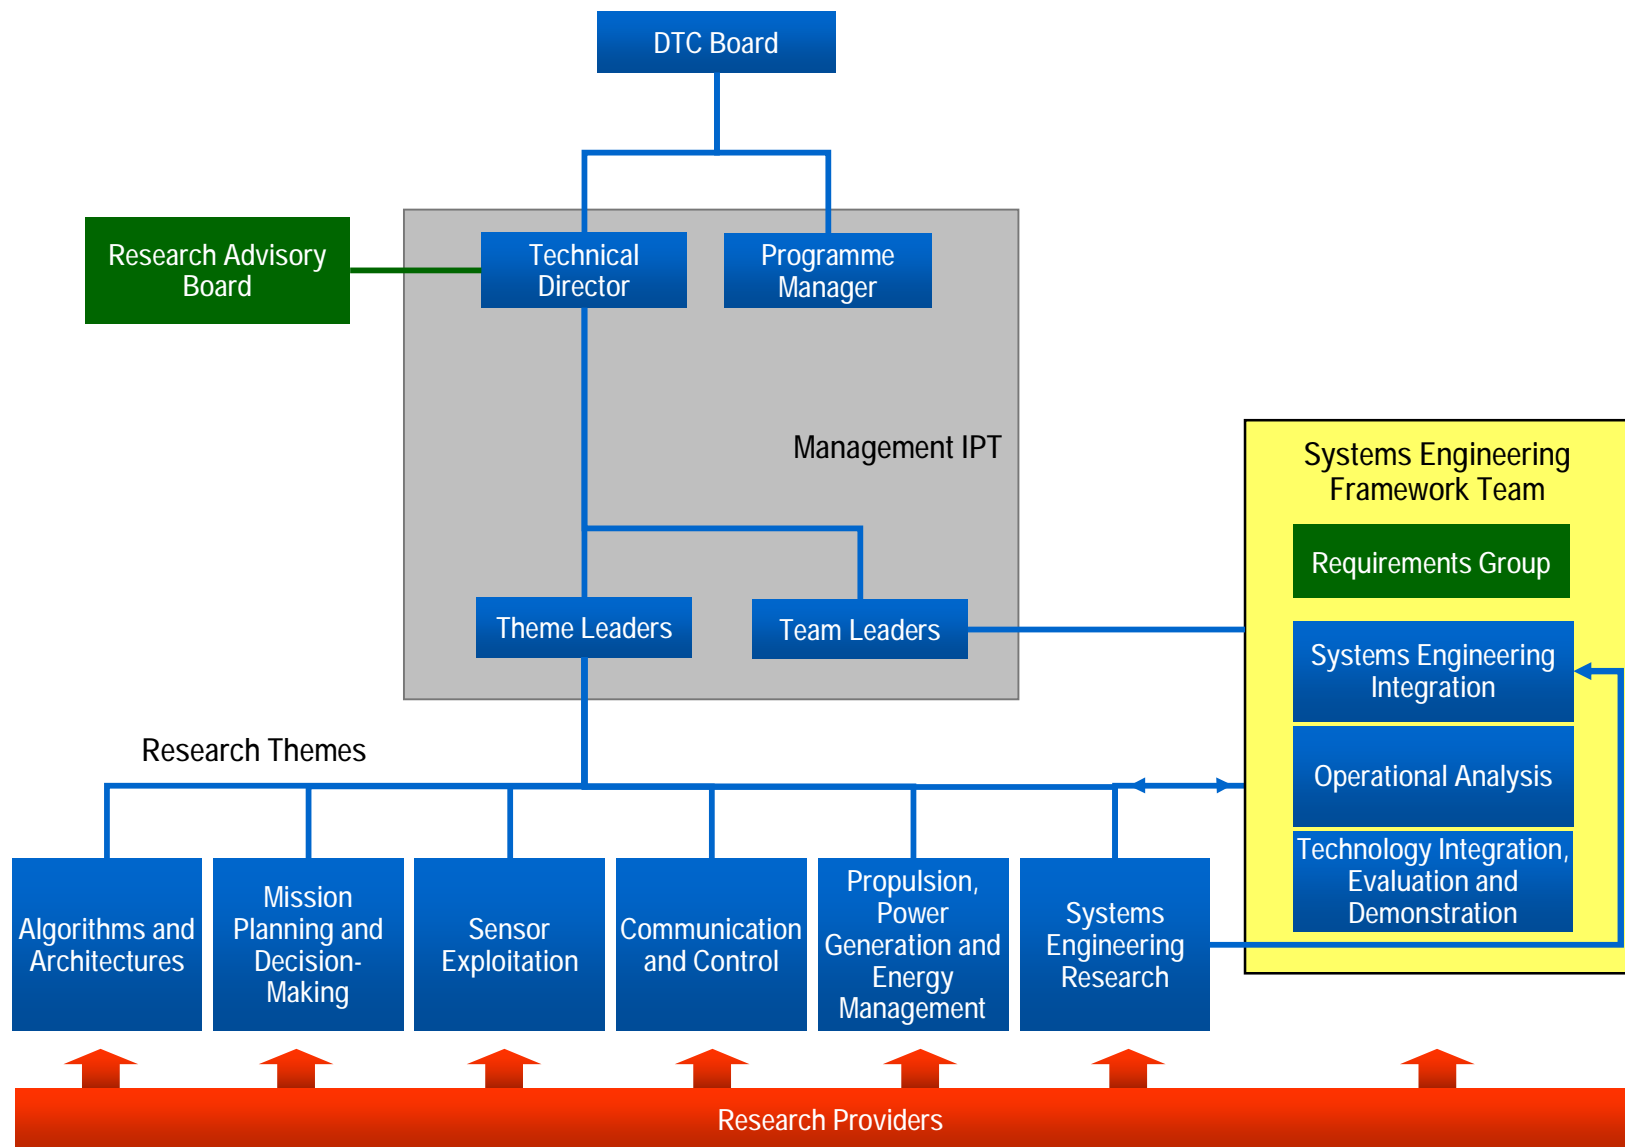 DTC Board
Research Advisory
Board
Technical
Director
Programme
Manager
Management IPT
Systems Engineering
Framework Team
Requirements Group
Theme Leaders
Team Leaders
Systems Engineering
Integration
Research Themes
Operational Analysis
Technology Integration,
Evaluation and
Demonstration
Algorithms and
Architectures
Mission
Planning and
Decision-
Making
Sensor
Exploitation
Communication
and Control
Propulsion,
Power
Generation and
Energy
Management
Systems
Engineering
Research
Research Providers